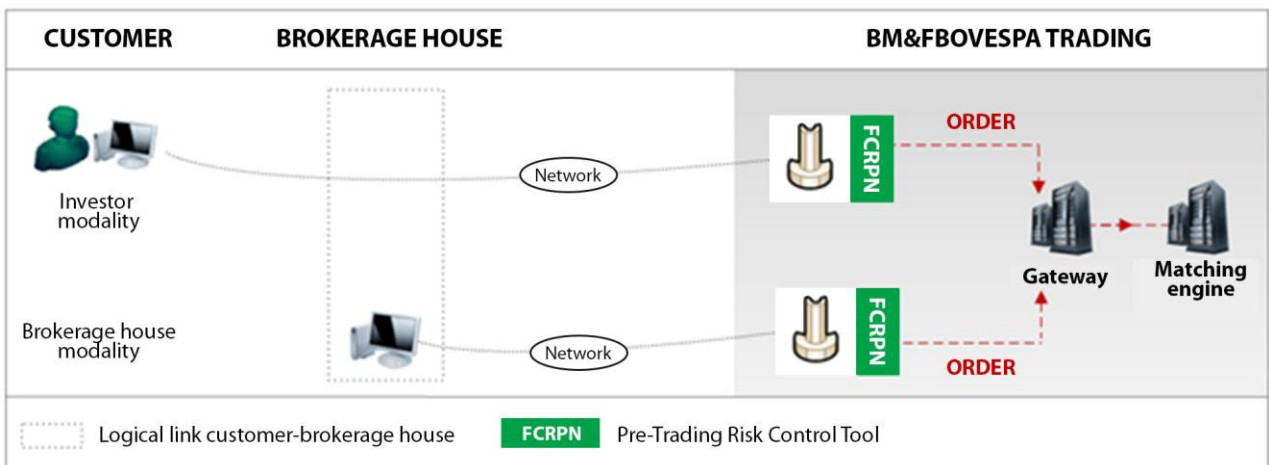 CUSTOMER
BROKERAGE HOUSE
BM&FBOVESPA TRADING
FCRPN
ORDER
Network
Investor
modality
Gateway
Matching
engine
Brokerage house
modality
FCRPN
Network
ORDER
Logical link customer-brokerage house
FCRPN
Pre-Trading Risk Control Tool